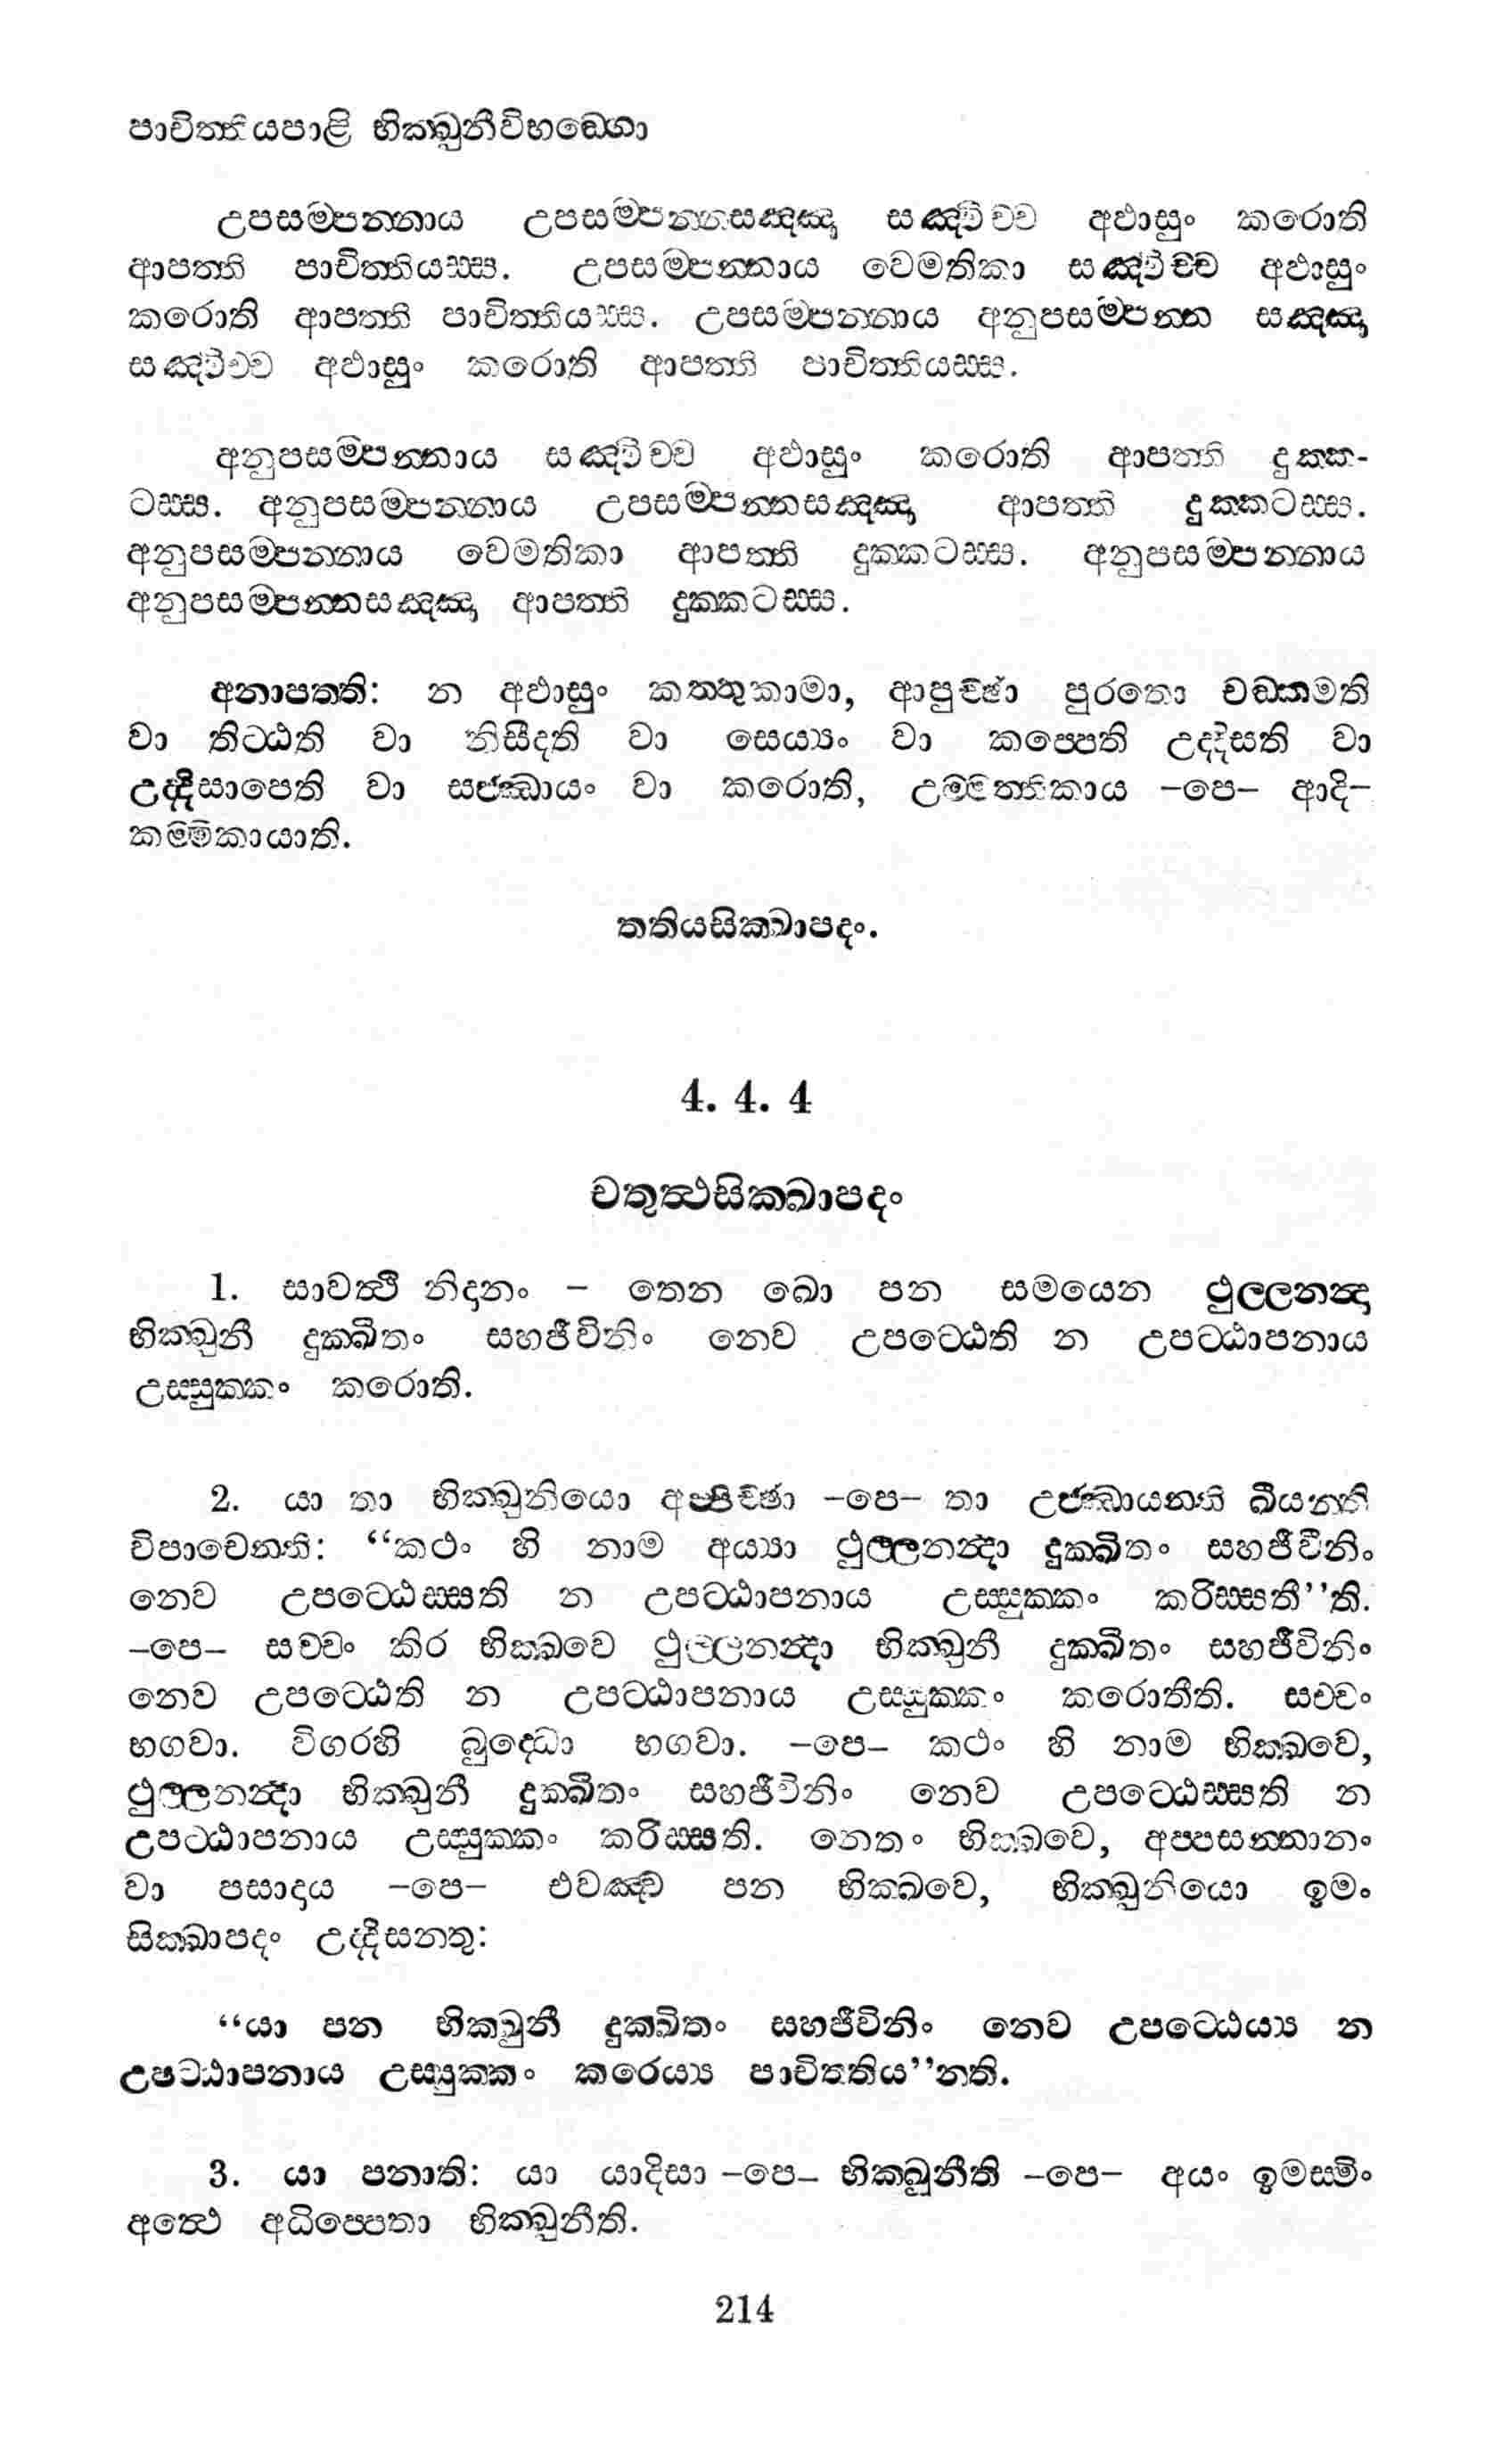 පාචිත්තියපාළි භික්ඛුනීවිභඞ්ගො
උපසම්පන්නාය උපසම්පන්නසඤ්ඤා සඤ්චිච්ච අඵාසුං කරොති
ආපත්ති පාචිත්තියස්ස. උපසම්පන්නාය වෙමතිකා සඤ්චිච්ච අඵාසුං
කරොති ආපත්ති පාචිත්තියස්ස. උපසම්පන්නාය අනුපසම්පන්න සඤ්ඤා
සඤ්චිච්ච අඵාසුං කරොති ආපත්ති පාචිත්තියස්ස.
අනුපසම්පන්නාය සඤ්චිච්ච අඵාසුං කරොති ආපත්ති දුක්ක-
ටස්ස. අනුපසම්පන්නාය උපසම්පන්නසඤ්ඤා ආපත්ති දුක්කටස්ස.
අනුපසම්පන්නාය වෙමතිකා ආපත්ති දුක්කටස්ස. අනුපසම්පන්නාය
අනුපසම්පන්නසඤ්ඤා ආපත්ති දුක්කටස්ස.
අනාපත්ති: න අඵාසුං කත්තුකාමා, ආපුච්ඡා පුරතො චඞ්කමති
වා තිට්ඨති වා නිසීදති වා සෙය්‍යං වා කප්පෙති උද්දිසති වා
උද්දිසාපෙති වා සජ්ඣායං වා කරොති, උම්මත්තිකාය -පෙ- ආදි-
කම්මිකායාති.
තතියසික්ඛාපදං.
4. 4. 4
චතුත්ථසික්ඛාපදං
1. සාවත්ථි නිදානං - තෙන ඛො පන සමයෙන ථුල්ලනන්දා
භික්ඛුනී දුක්ඛිතං සහජීවිනිං නෙව උපට්ඨෙති න උපට්ඨාපනාය
උස්සුක්කං කරොති.
2. යා තා භික්ඛුනියො අප්පිච්ඡා -පෙ- තා උජ්ඣායන්ති ඛීයන්ති
විපාචෙන්ති: “කථං හි නාම අය්‍යා ථුල්ලනන්දා දුක්ඛිතං සහජීවිනිං
නෙව උපට්ඨෙස්සති න උපට්ඨාපනාය උස්සුක්කං කරිස්සතී’’ති.
-පෙ- සච්චං කිර භික්ඛවෙ ථුල්ලනන්දා භික්ඛුනී දුක්ඛිතං සහජීවිනිං
නෙව උපට්ඨෙති න උපට්ඨාපනාය උස්සුක්කං කරොතීති. සච්චං
භගවා. විගරහි බුද්ධො භගවා. -පෙ- කථං හි නාම භික්ඛවෙ,
ථුල්ලනන්දා භික්ඛුනී දුක්ඛිතං සහජීවිනිං නෙව උපට්ඨෙස්සති න
උපට්ඨාපනාය උස්සුක්කං කරිස්සති. නෙතං භික්ඛවෙ, අප්පසන්නානං
වා පසාදාය -පෙ- එවඤ්ච පන භික්ඛවෙ, භික්ඛුනියො ඉමං
සික්ඛාපදං උද්දිසන්තු:
“යා පන භික්ඛුනී දුක්ඛිතං සහජීවිනිං නෙව උපට්ඨෙය්‍ය න
උපට්ඨාපනාය උස්සුක්කං කරෙය්‍ය පාචිත්තිය’’න්ති.
3. යා පනාති: යා යාදිසා -පෙ- භික්ඛුනීති -පෙ- අයං ඉමස්මිං
අත්ථෙ අධිප්පෙතා භික්ඛුනීති.
214